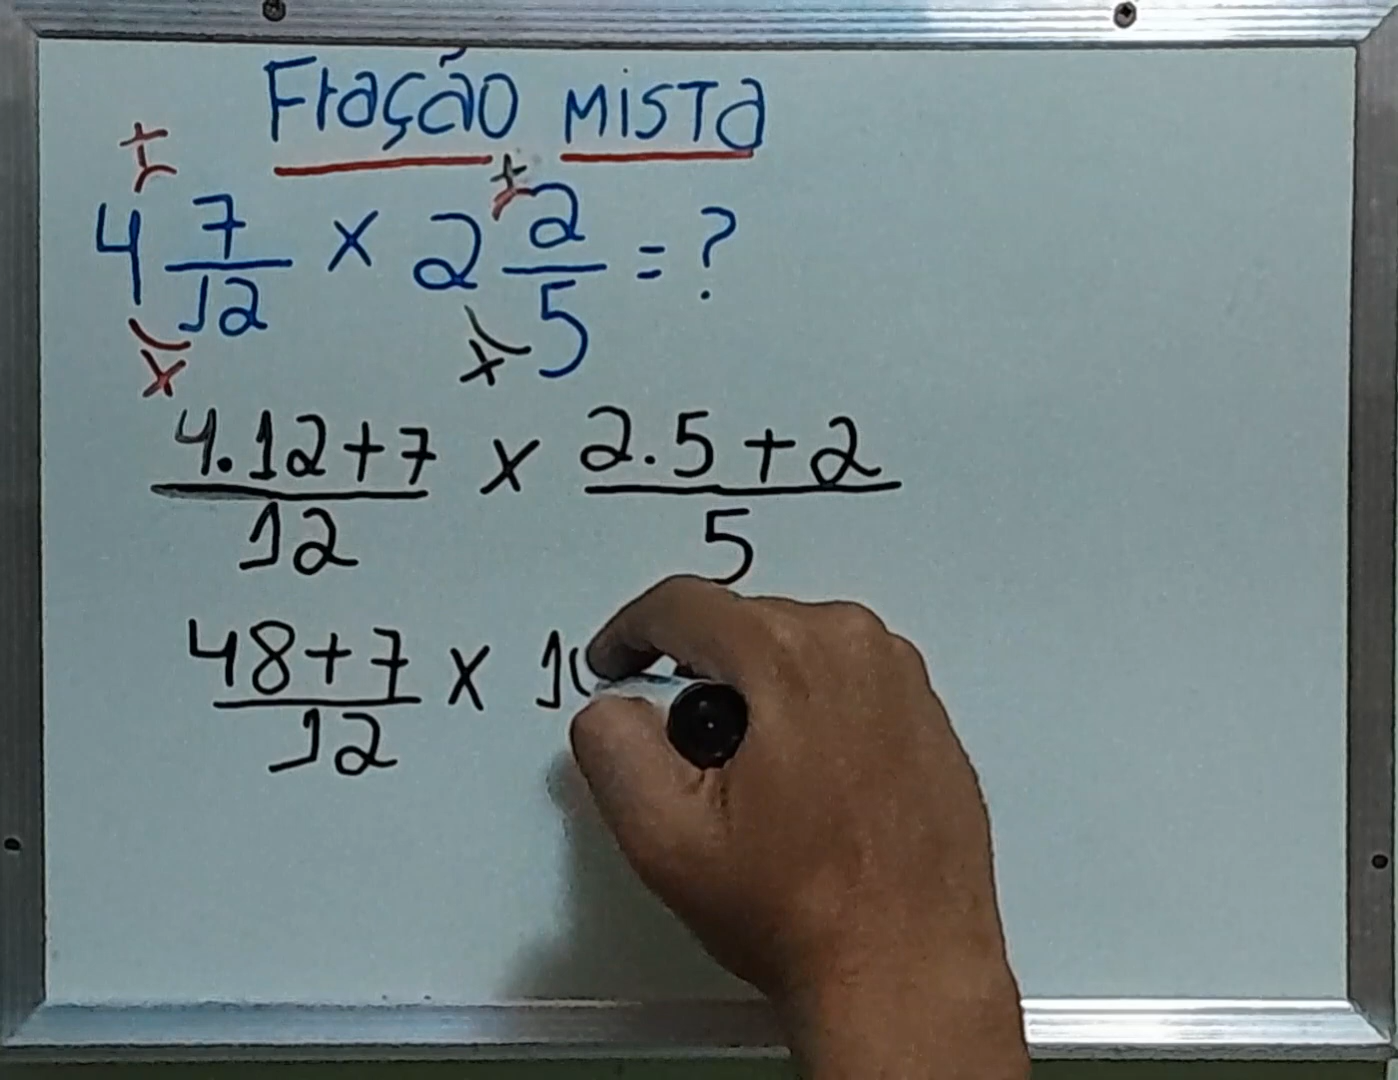 Fração mista
4 7/12 x 2 2/5 = ?
+ +
x x
4.12+7/12 x 2.5+2/5
48+7/12 x 1